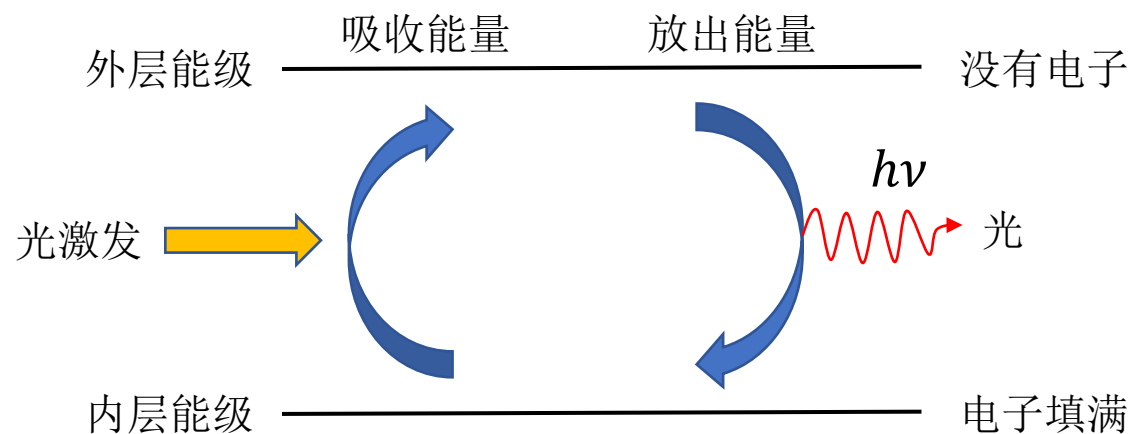 吸收能量
放出能量
外层能级
没有电子
hν
光激发
光
内层能级
电子填满